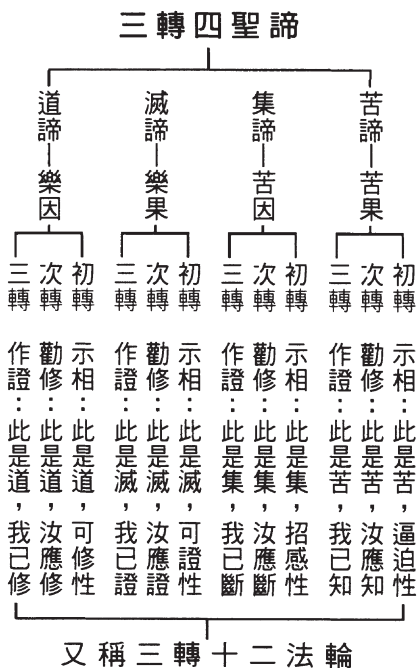 三轉四聖諦
苦諦—苦果
初轉 示相：此是苦，逼迫性
次轉 勸修：此是苦，汝應知
三轉 作證：此是苦，我已知
集諦—苦因
初轉 示相：此是集，招感性
次轉 勸修：此是集，汝應斷
三轉 作證：此是集，我已斷
滅諦—樂果
初轉 示相：此是滅，可證性
次轉 勸修：此是滅，汝應證
三轉 作證：此是滅，我已證
道諦—樂因
初轉 示相：此是道，可修性
次轉 勸修：此是道，汝應修
三轉 作證：此是道，我已修
又稱三轉十二法輪